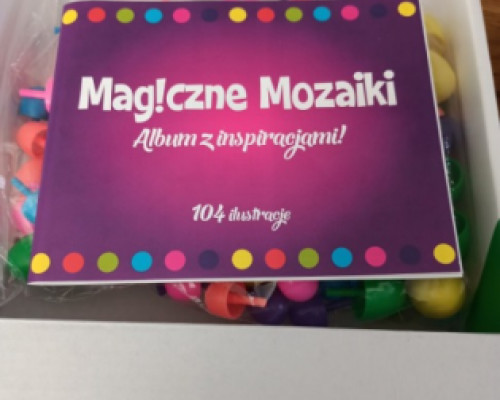 Mag!czne Mozaiki
Album z inspiracjami!
104 ilustracje